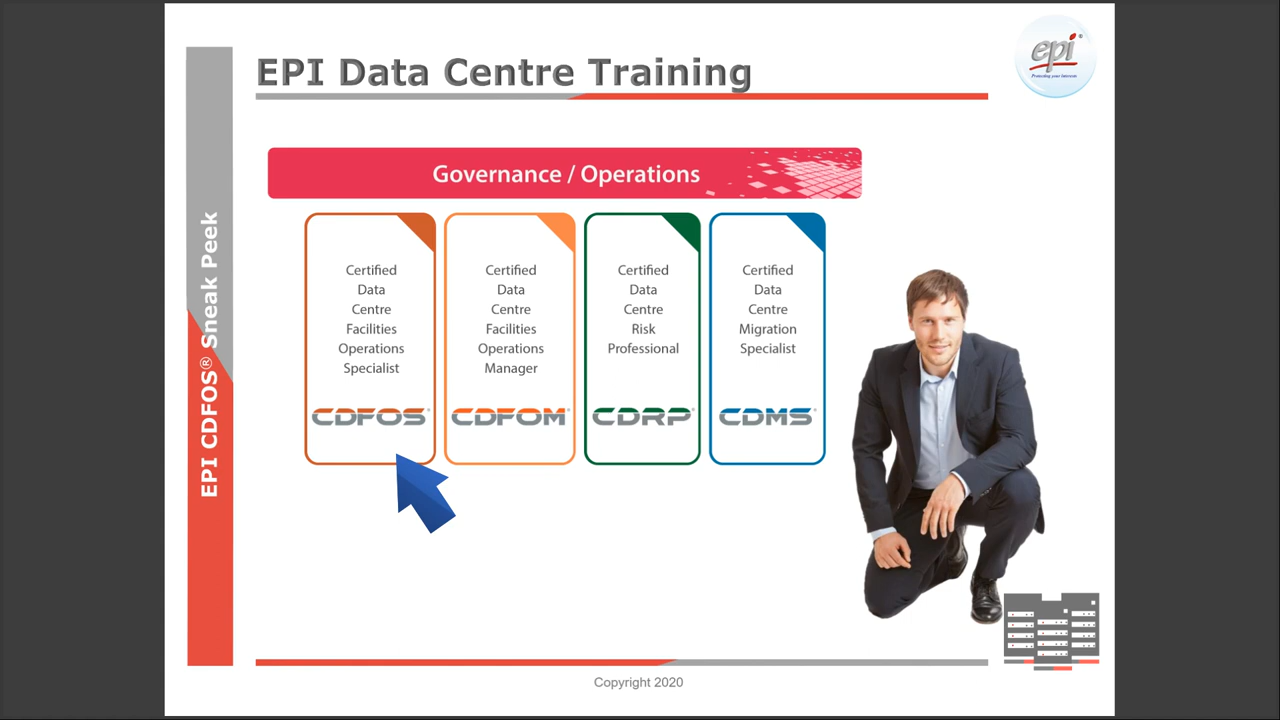 EPI Data Centre Training
epi®
Protecting your Interests
EPI CDFOS® Sneak Peek
Governance / Operations
Certified
Data
Centre
Facilities
Operations
Specialist
CDFOS®
Certified
Data
Centre
Facilities
Operations
Manager
CDFOM®
Certified
Data
Centre
Risk
Professional
CDRP®
Certified
Data
Centre
Migration
Specialist
CDMS®
Copyright 2020